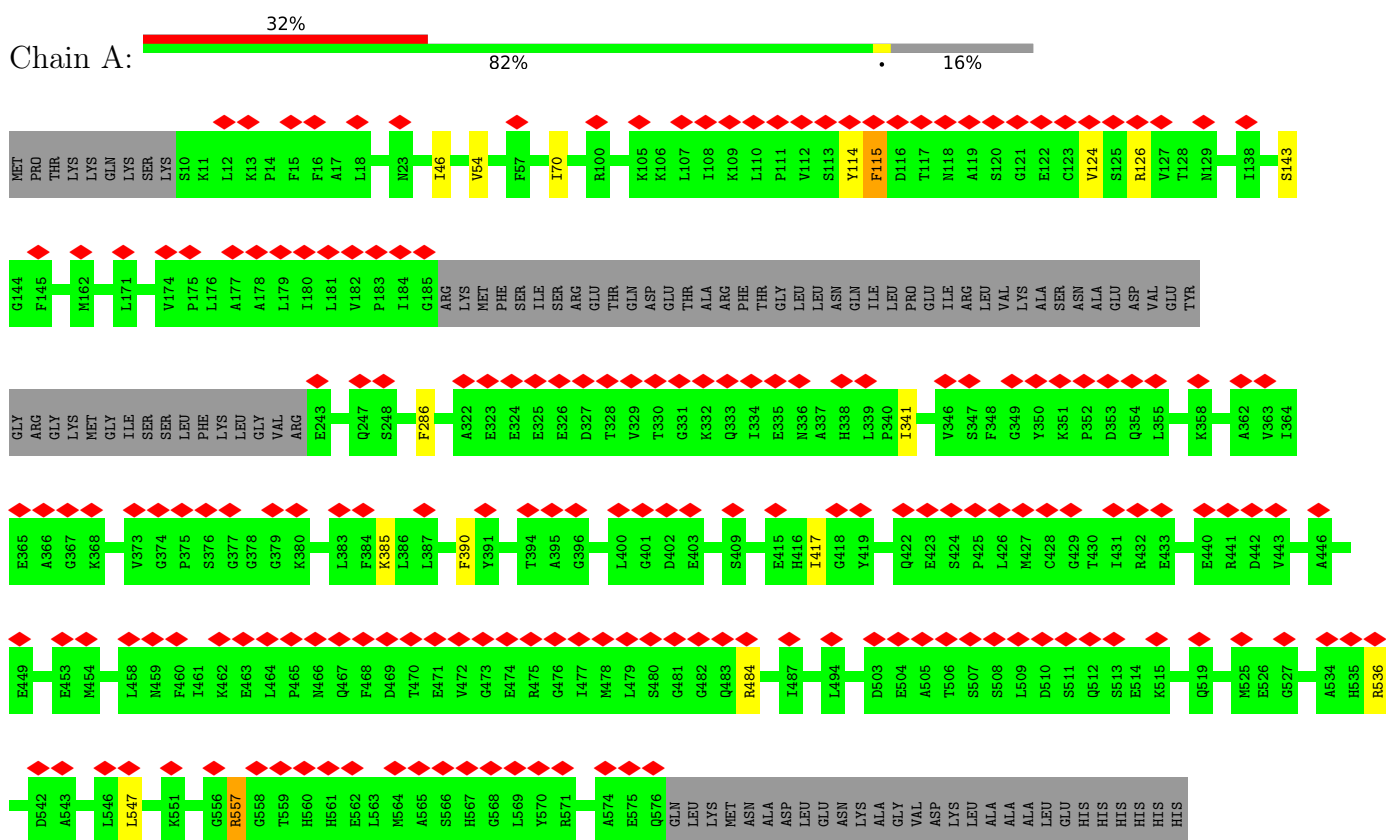 32%
Chain A:
82% • 16%
MET PRO THR LYS LYS GLN LYS SER LYS S10 K11 L12 K13 P14 F15 F16 A17 L18 N23 I46 V54 F57 I70 R100 K105 K106 L107 I108 K109 L110 P111 V112 S113 Y114 F115 D116 T117 N118 A119 S120 G121 E122 C123 V124 S125 R126 V127 T128 N129 I138 S143
G144 F145 M162 L171 V174 P175 L176 A177 A178 L179 I180 L181 V182 P183 I184 G185 ARG LYS MET PHE SER ILE SER ARG GLU THR GLN ASP GLU THR ALA ARG PHE THR GLY LEU LEU ASN GLN ILE LEU PRO GLU ILE ARG LEU VAL LYS ALA SER ASN ALA GLU ASP VAL GLU TYR
GLY ARG GLY LYS MET GLY ILE SER SER LEU PHE LYS LEU GLY VAL ARG E243 Q247 S248 F286 A322 E323 E324 E325 E326 D327 T328 V329 T330 G331 K332 Q333 I334 E335 N336 A337 H338 L339 P340 I341 V346 S347 F348 G349 Y350 K351 P352 D353 Q354 L355 K358 A362 V363 I364
E365 A366 G367 K368 V373 G374 P375 S376 G377 G378 G379 K380 L383 F384 K385 L386 L387 F390 Y391 T394 A395 G396 L400 G401 D402 E403 S409 E415 H416 I417 G418 Y419 Q422 E423 S424 P425 L426 M427 C428 G429 T430 I431 R432 E433 E440 R441 D442 V443 A446
E449 E453 M454 L458 N459 F460 I461 K462 E463 L464 P465 N466 Q467 F468 D469 T470 E471 V472 G473 E474 R475 G476 I477 M478 L479 S480 G481 G482 Q483 R484 I487 L494 D503 E504 A505 T506 S507 S508 L509 D510 S511 Q512 S513 E514 K515 Q519 M525 E526 G527 A534 H535 R536
D542 A543 L546 L547 K551 G556 R557 G558 T559 H560 H561 E562 L563 M564 A565 S566 H567 G568 L569 Y570 R571 A574 E575 Q576 GLN LEU LYS MET ASN ALA ASP LEU GLU ASN LYS ALA GLY VAL ASP LYS LEU ALA ALA ALA LEU GLU HIS HIS HIS HIS HIS HIS